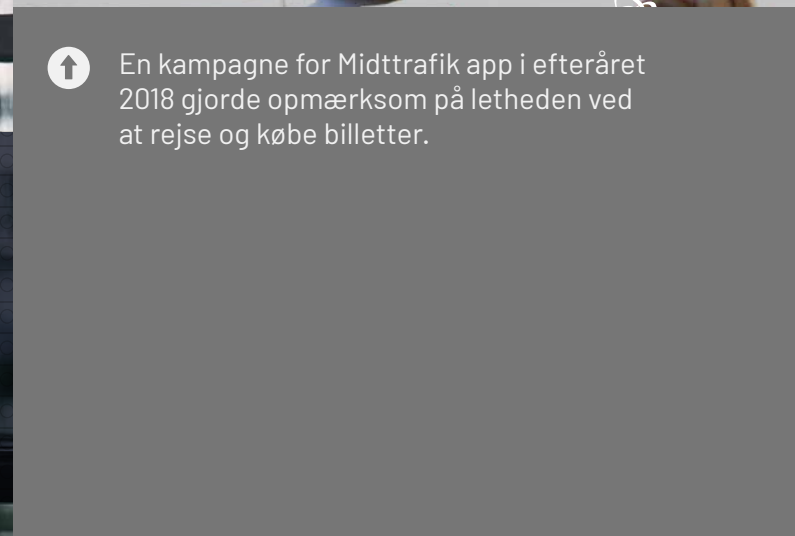 En kampagne for Midttrafik app i efteråret
2018 gjorde opmærksom på letheden ved
at rejse og købe billetter.